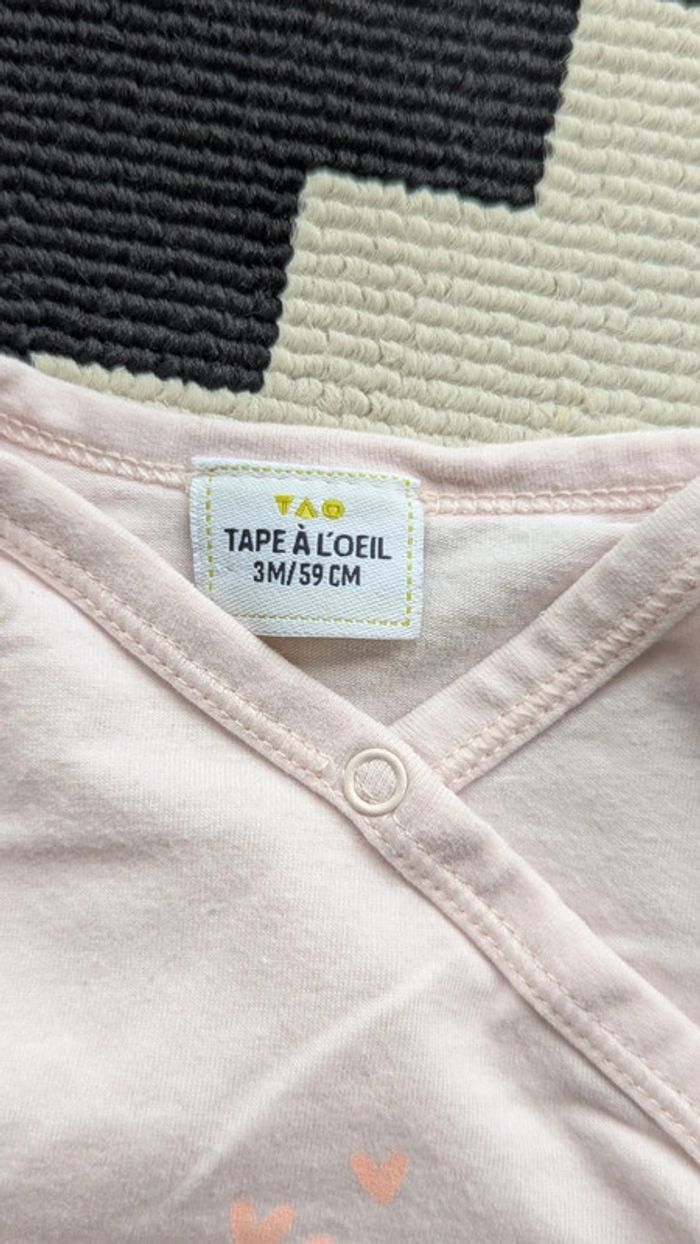 TAO
TAPE À L'OEIL
3M/59 CM